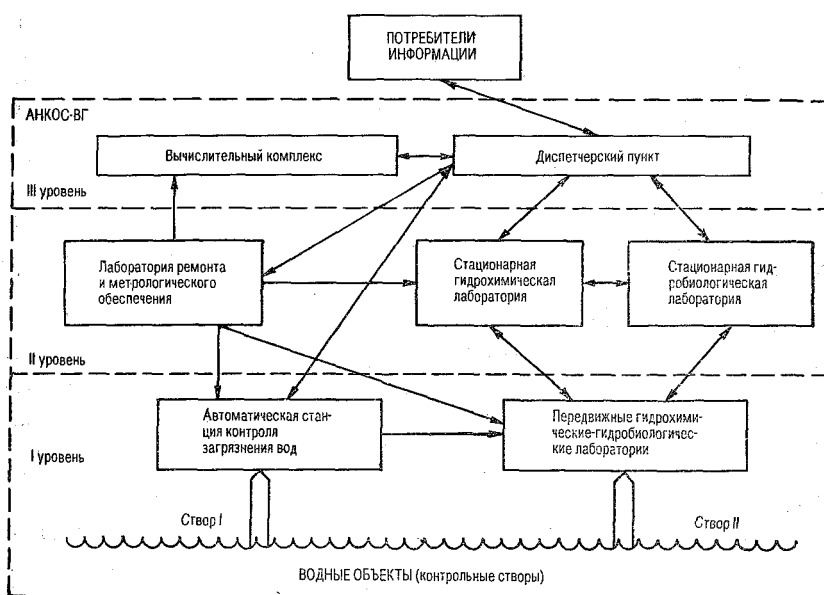 ПОТРЕБИТЕЛИ
ИНФОРМАЦИИ
АНКОС-ВГ
Вычислительный комплекс
Диспетчерский пункт
III уровень
Лаборатория ремонта
и метрологического
обеспечения
Стационарная
гидрохимическая
лаборатория
Стационарная гид-
робиологическая
лаборатория
II уровень
Автоматическая стан-
ция контроля
загрязнения вод
Передвижные гидрохими-
ческие-гидробиологичес-
кие лаборатории
I уровень
Створ I
Створ II
ВОДНЫЕ ОБЪЕКТЫ (контрольные створы)